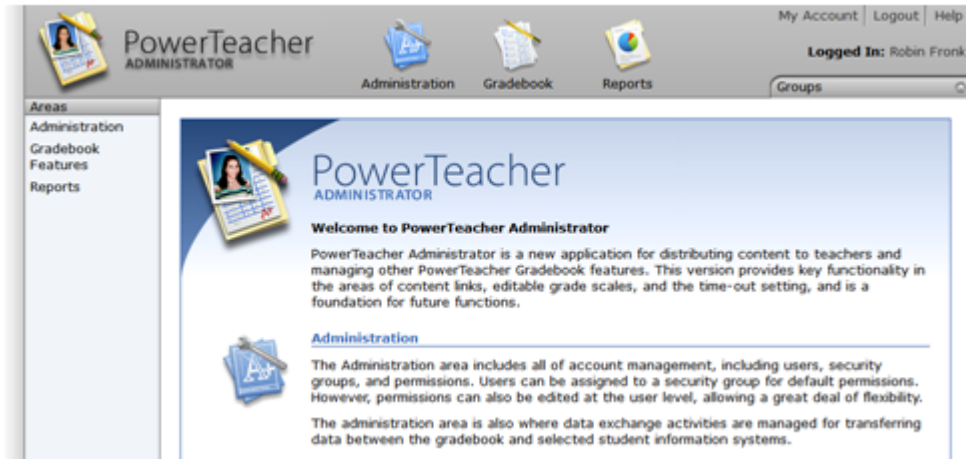 My Account | Logout | Help
PowerTeacher
ADMINISTRATOR
Logged In: Robin Fronk
Administration Gradebook Reports
Groups
Areas
Administration
Gradebook
Features
Reports
PowerTeacher
ADMINISTRATOR
Welcome to PowerTeacher Administrator
PowerTeacher Administrator is a new application for distributing content to teachers and
managing other PowerTeacher Gradebook features. This version provides key functionality in
the areas of content links, editable grade scales, and the time-out setting, and is a
foundation for future functions.
Administration
The Administration area includes all of account management, including users, security
groups, and permissions. Users can be assigned to a security group for default permissions.
However, permissions can also be edited at the user level, allowing a great deal of flexibility.
The administration area is also where data exchange activities are managed for transferring
data between the gradebook and selected student information systems.